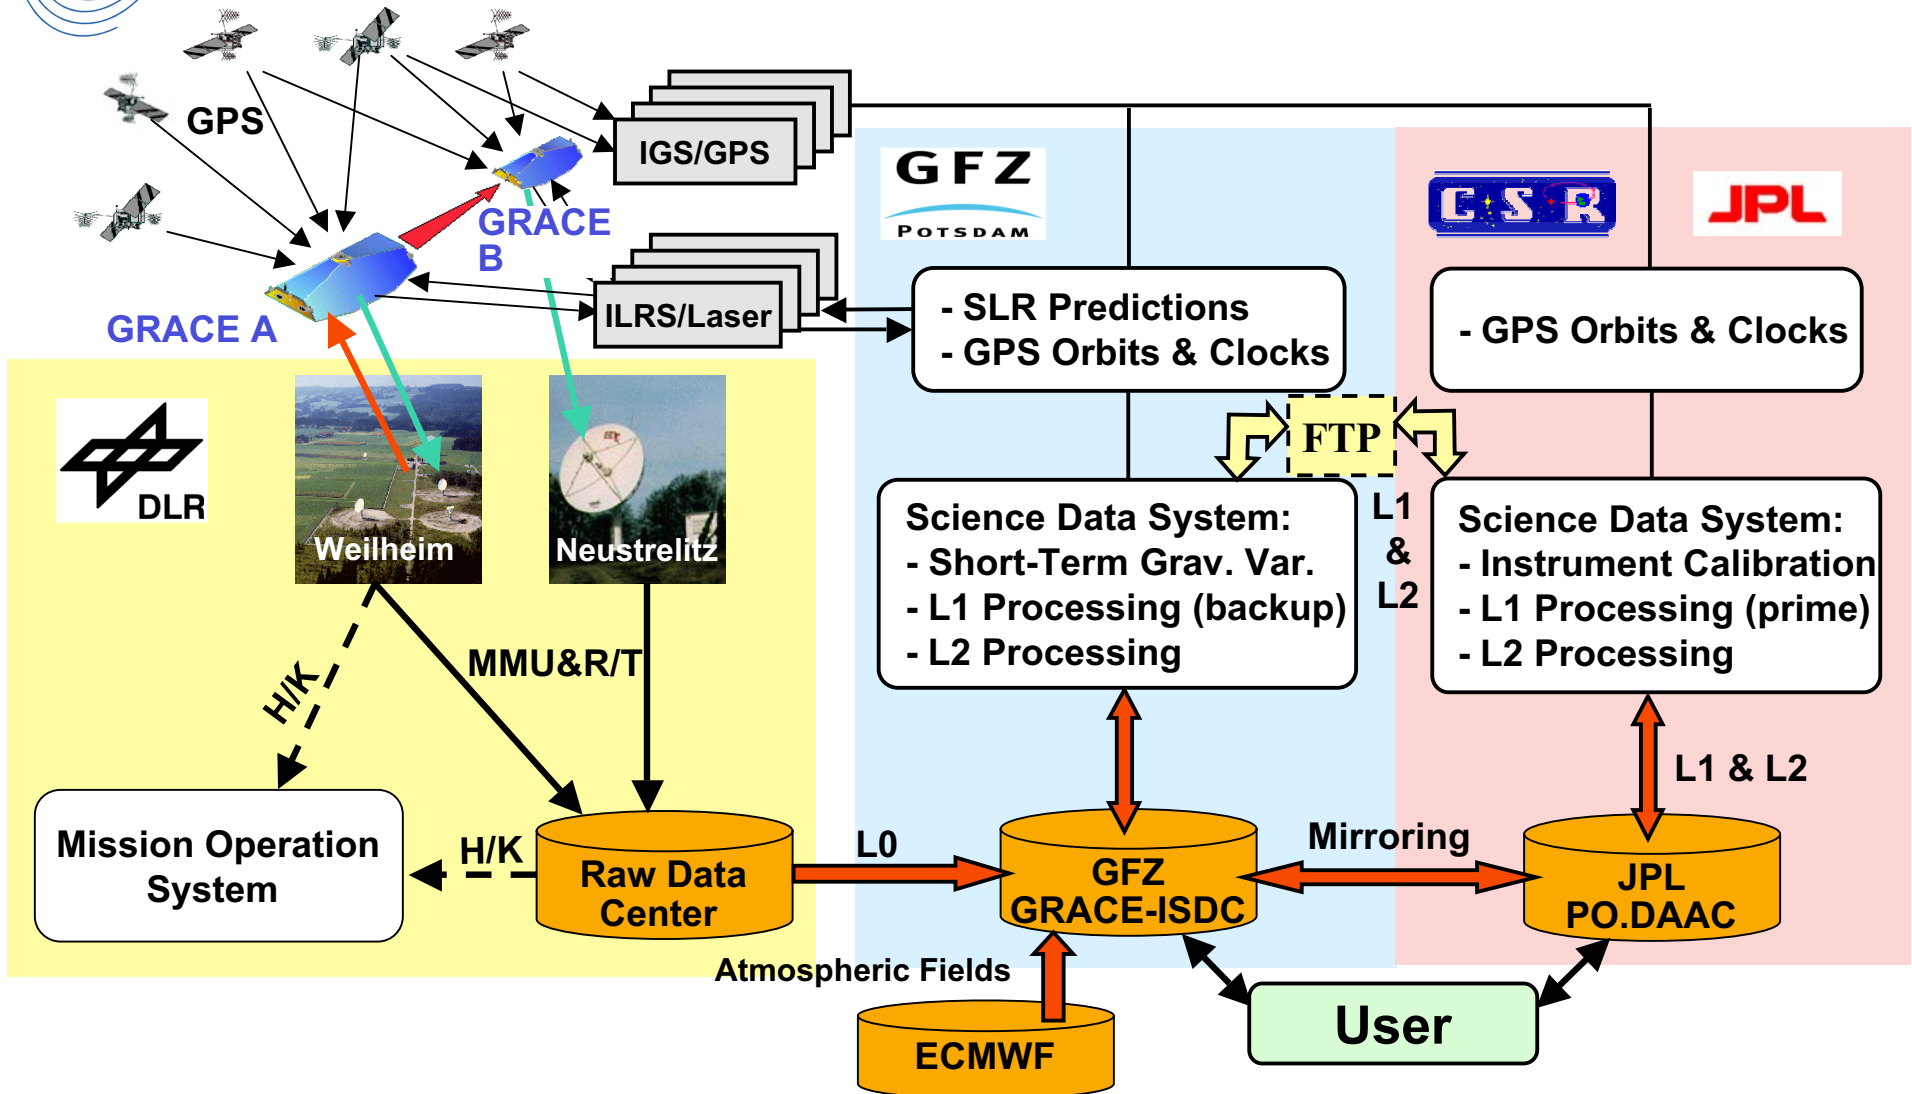 GPS
IGS/GPS
GRACE
B
GRACE A
ILRS/Laser
GFZ
POTSDAM
CSR
JPL
- SLR Predictions
- GPS Orbits & Clocks
- GPS Orbits & Clocks
FTP
L1
&
L2
DLR
Weilheim
Neustrelitz
Science Data System:
- Short-Term Grav. Var.
- L1 Processing (backup)
- L2 Processing
Science Data System:
- Instrument Calibration
- L1 Processing (prime)
- L2 Processing
MMU&R/T
H/K
L1 & L2
Mission Operation
System
H/K
Raw Data
Center
L0
GFZ
GRACE-ISDC
Mirroring
JPL
PO.DAAC
Atmospheric Fields
ECMWF
User